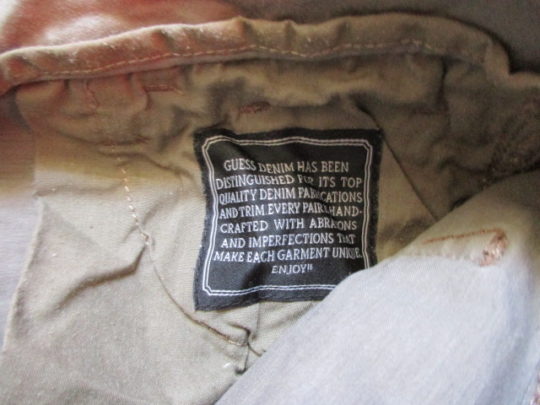 GUESS DENIM HAS BEEN
DISTINGUISHED FOR ITS TOP
QUALITY DENIM FABRICATIONS
AND TRIM EVERY PAIR HAND-
CRAFTED WITH ABRASIONS
AND IMPERFECTIONS THAT
MAKE EACH GARMENT UNIQUE
ENJOY!!